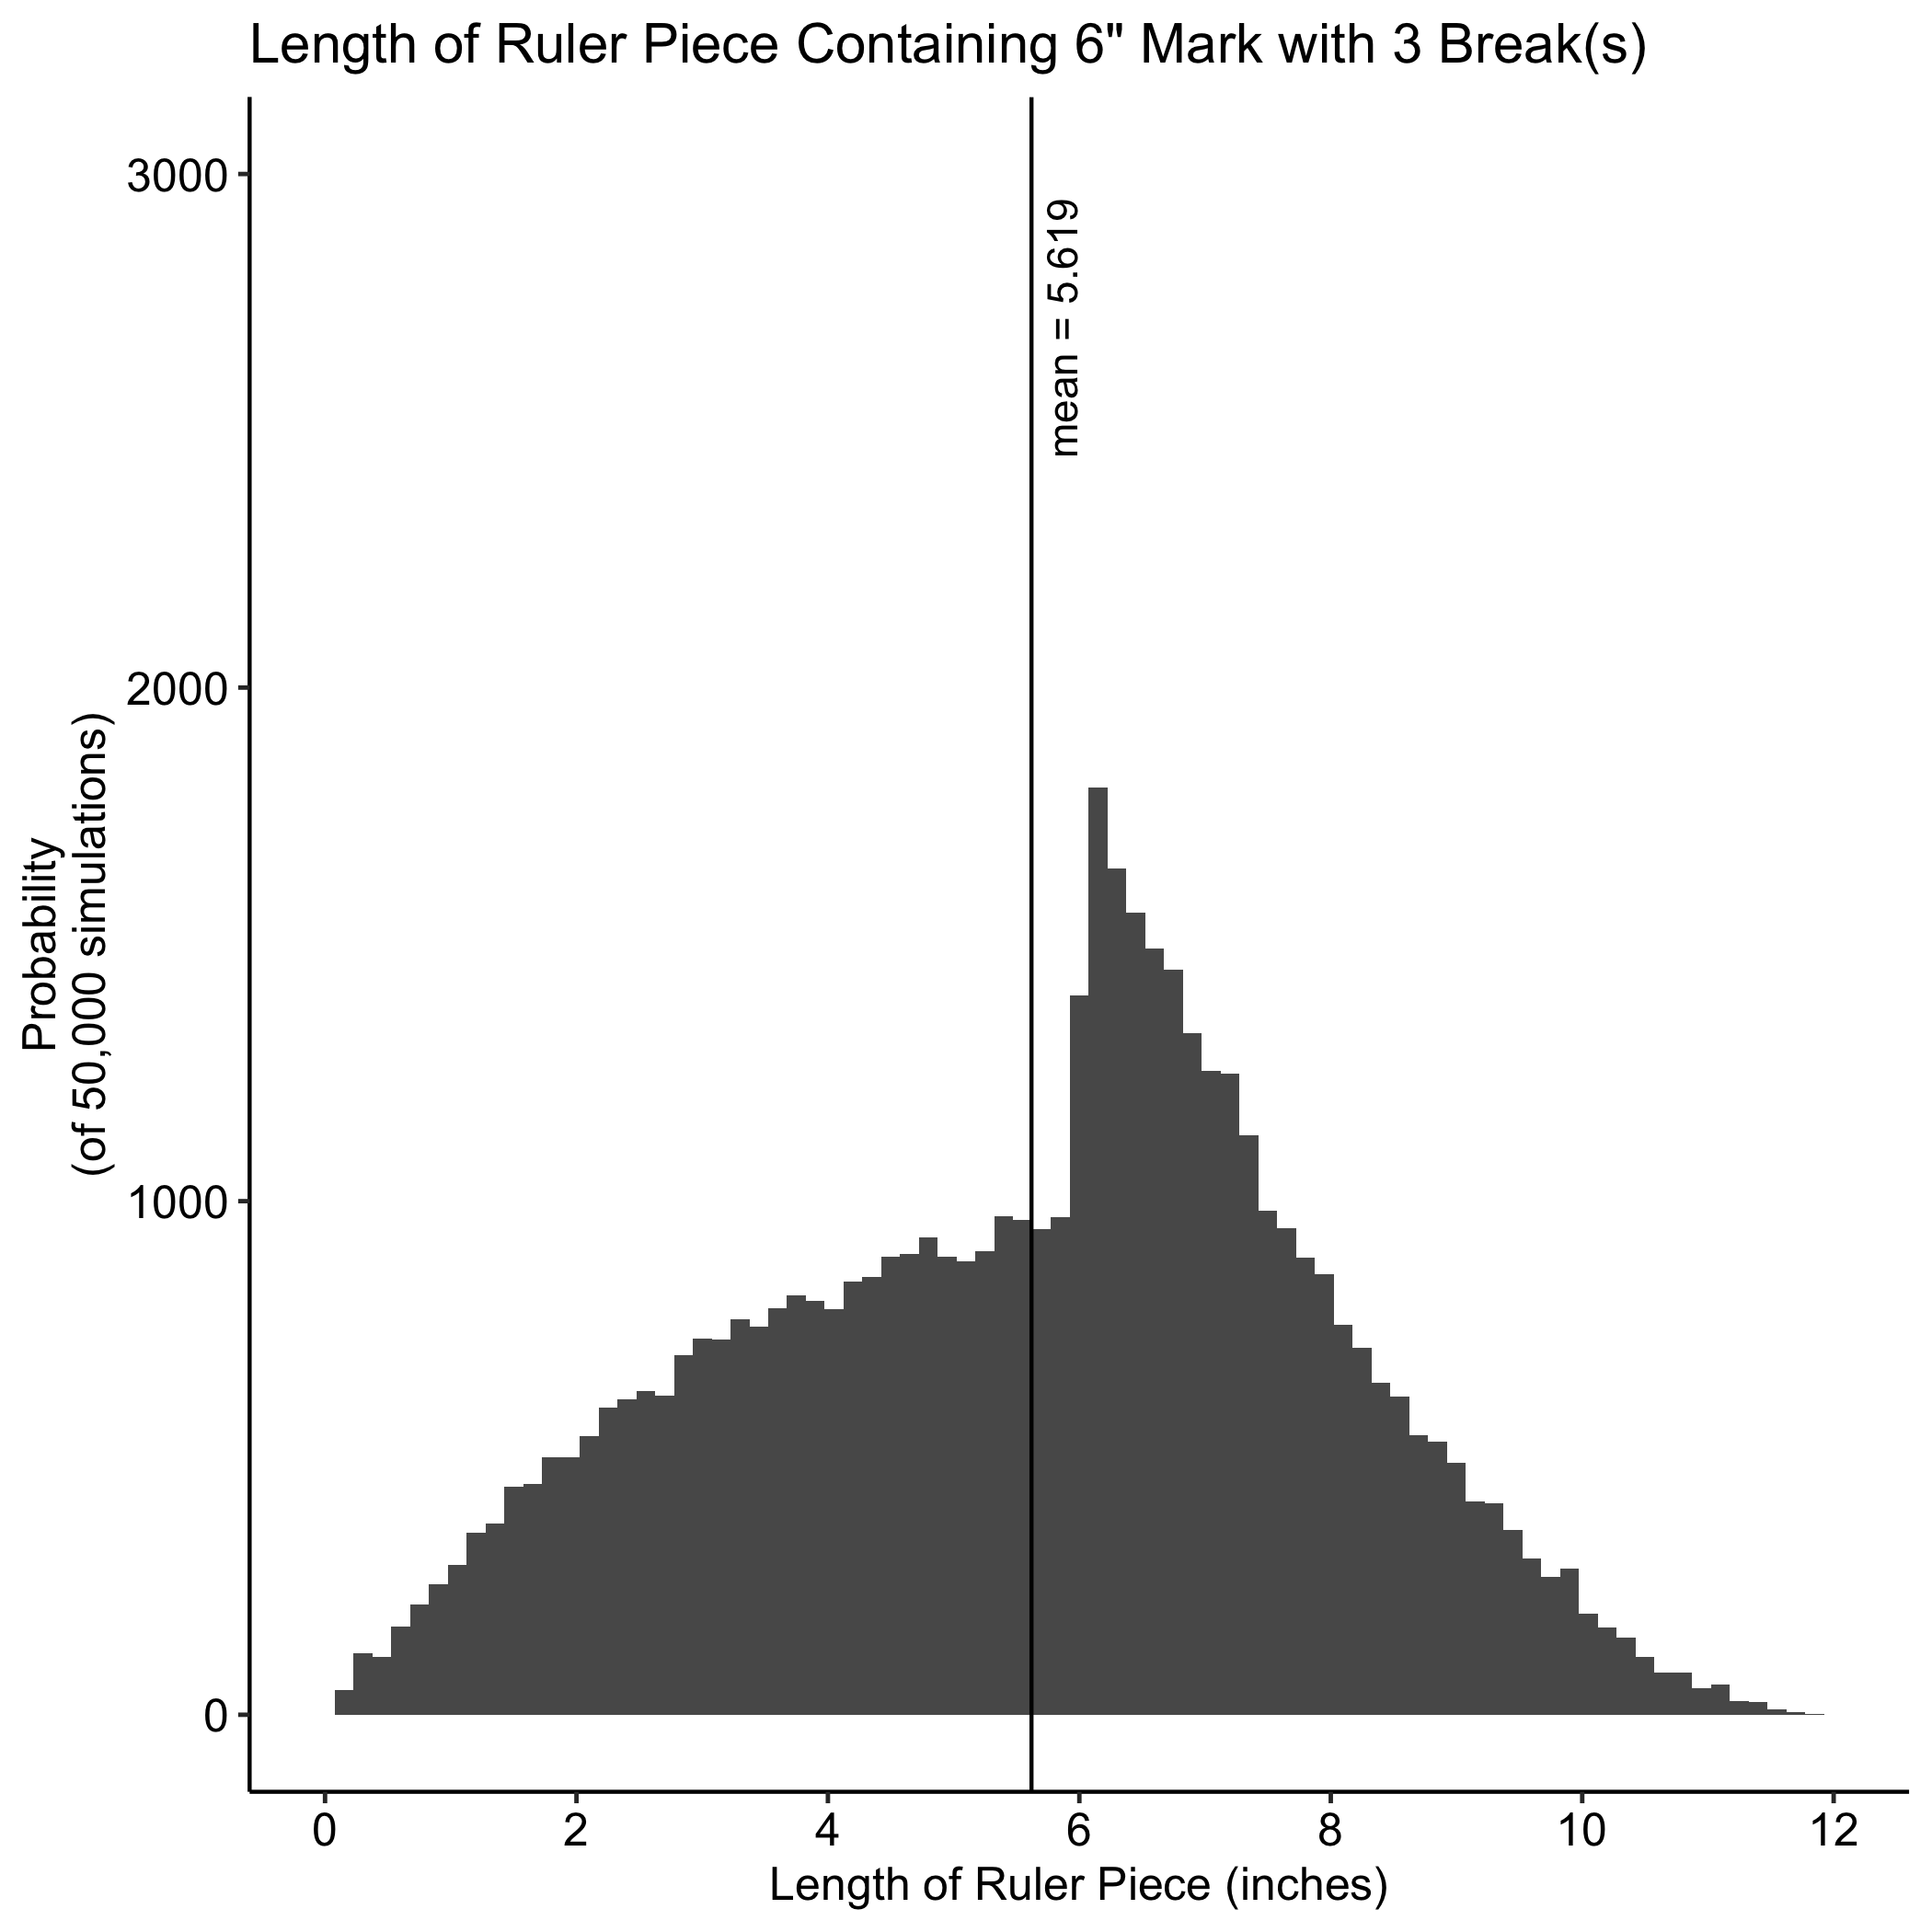 Length of Ruler Piece Containing 6" Mark with 3 Break(s)
3000
2000
1000
0
Probability
(of 50,000 simulations)
mean = 5.619
0 2 4 6 8 10 12
Length of Ruler Piece (inches)